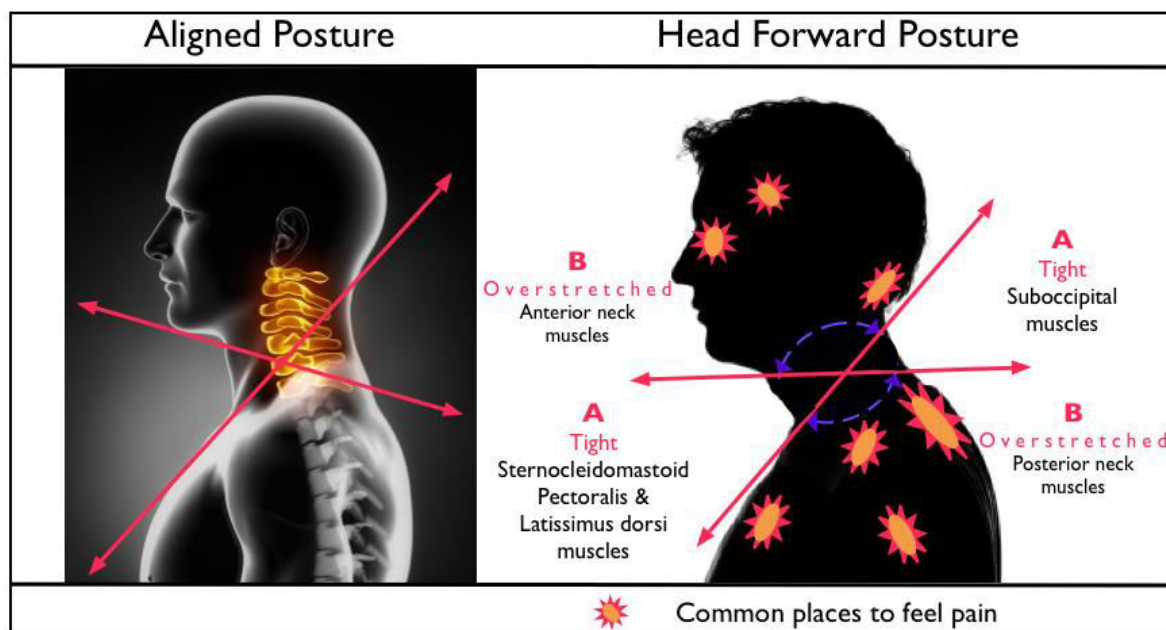 Aligned Posture
Head Forward Posture
B
Overstretched
Anterior neck
muscles
A
Tight
Suboccipital
muscles
A
Tight
Sternocleidomastoid
Pectoralis &
Latissimus dorsi
muscles
B
Overstretched
Posterior neck
muscles
Common places to feel pain